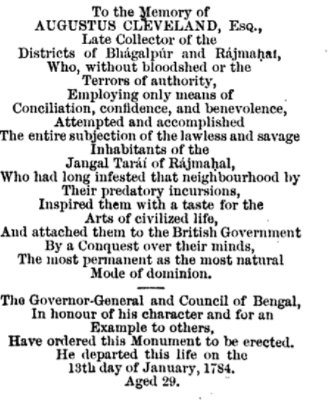 To the Memory of
AUGUSTUS CLEVELAND, ESQ.,
Late Collector of the
Districts of Bhágalpúr and Rájmaḥal,
Who, without bloodshed or the
Terrors of authority,
Employing only means of
Conciliation, confidence, and benevolence,
Attempted and accomplished
The entire subjection of the lawless and savage
Inhabitants of the
Jangal Taráí of Rájmaḥal,
Who had long infested that neighbourhood by
Their predatory incursions,
Inspired them with a taste for the
Arts of civilized life,
And attached them to the British Government
By a Conquest over their minds,
The most permanent as the most natural
Mode of dominion.
The Governor-General and Council of Bengal,
In honour of his character and for an
Example to others,
Have ordered this Monument to be erected.
He departed this life on the
13th day of January, 1784.
Aged 29.